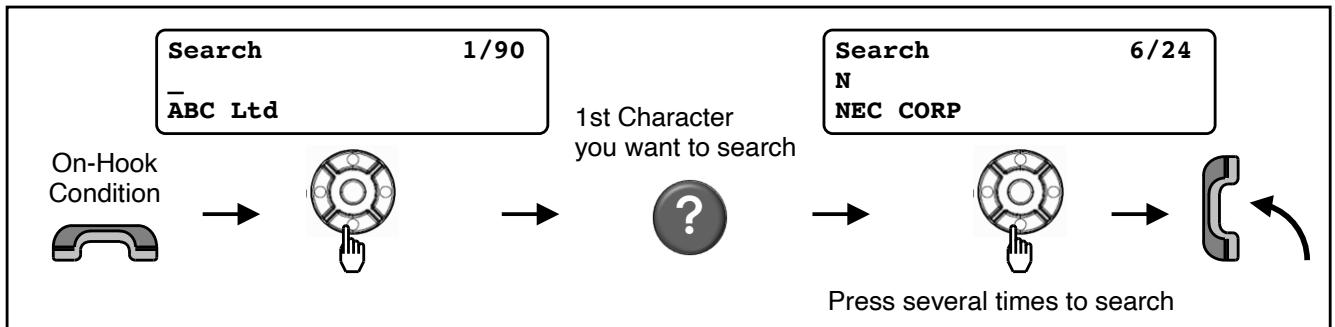 Search 1/90
_
ABC Ltd
Search 6/24
N
NEC CORP
On-Hook
Condition
1st Character
you want to search
?
Press several times to search